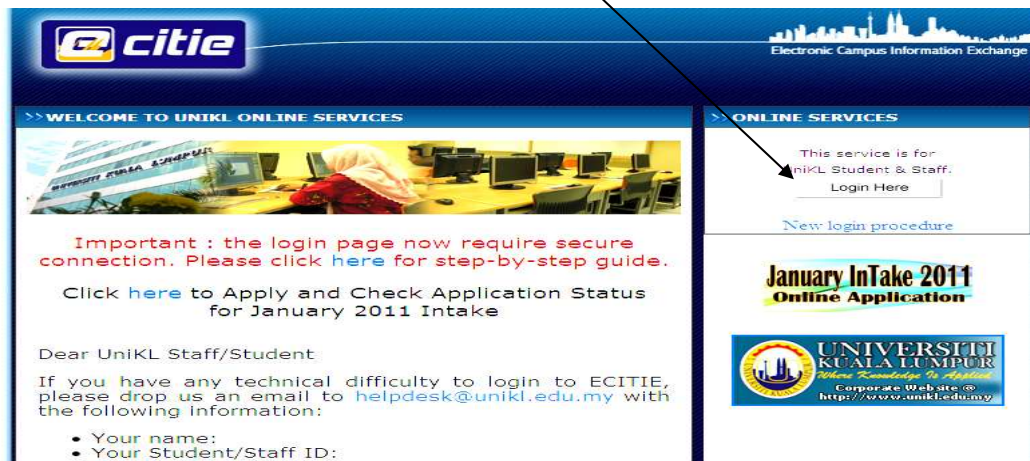 citie
Electronic Campus Information Exchange
>> WELCOME TO UNIKL ONLINE SERVICES
UNIVERSITI KUALA LUMPUR
Important : the login page now require secure
connection. Please click here for step-by-step guide.
Click here to Apply and Check Application Status
for January 2011 Intake
Dear UniKL Staff/Student
If you have any technical difficulty to login to ECITIE,
please drop us an email to helpdesk@unikl.edu.my with
the following information:
• Your name:
• Your Student/Staff ID:
>> ONLINE SERVICES
This service is for
UniKL Student & Staff.
Login Here
New login procedure
January InTake 2011
Online Application
UNIVERSITI
KUALA LUMPUR
Where Knowledge Is Applied
Corporate Website @
http://www.unikl.edu.my